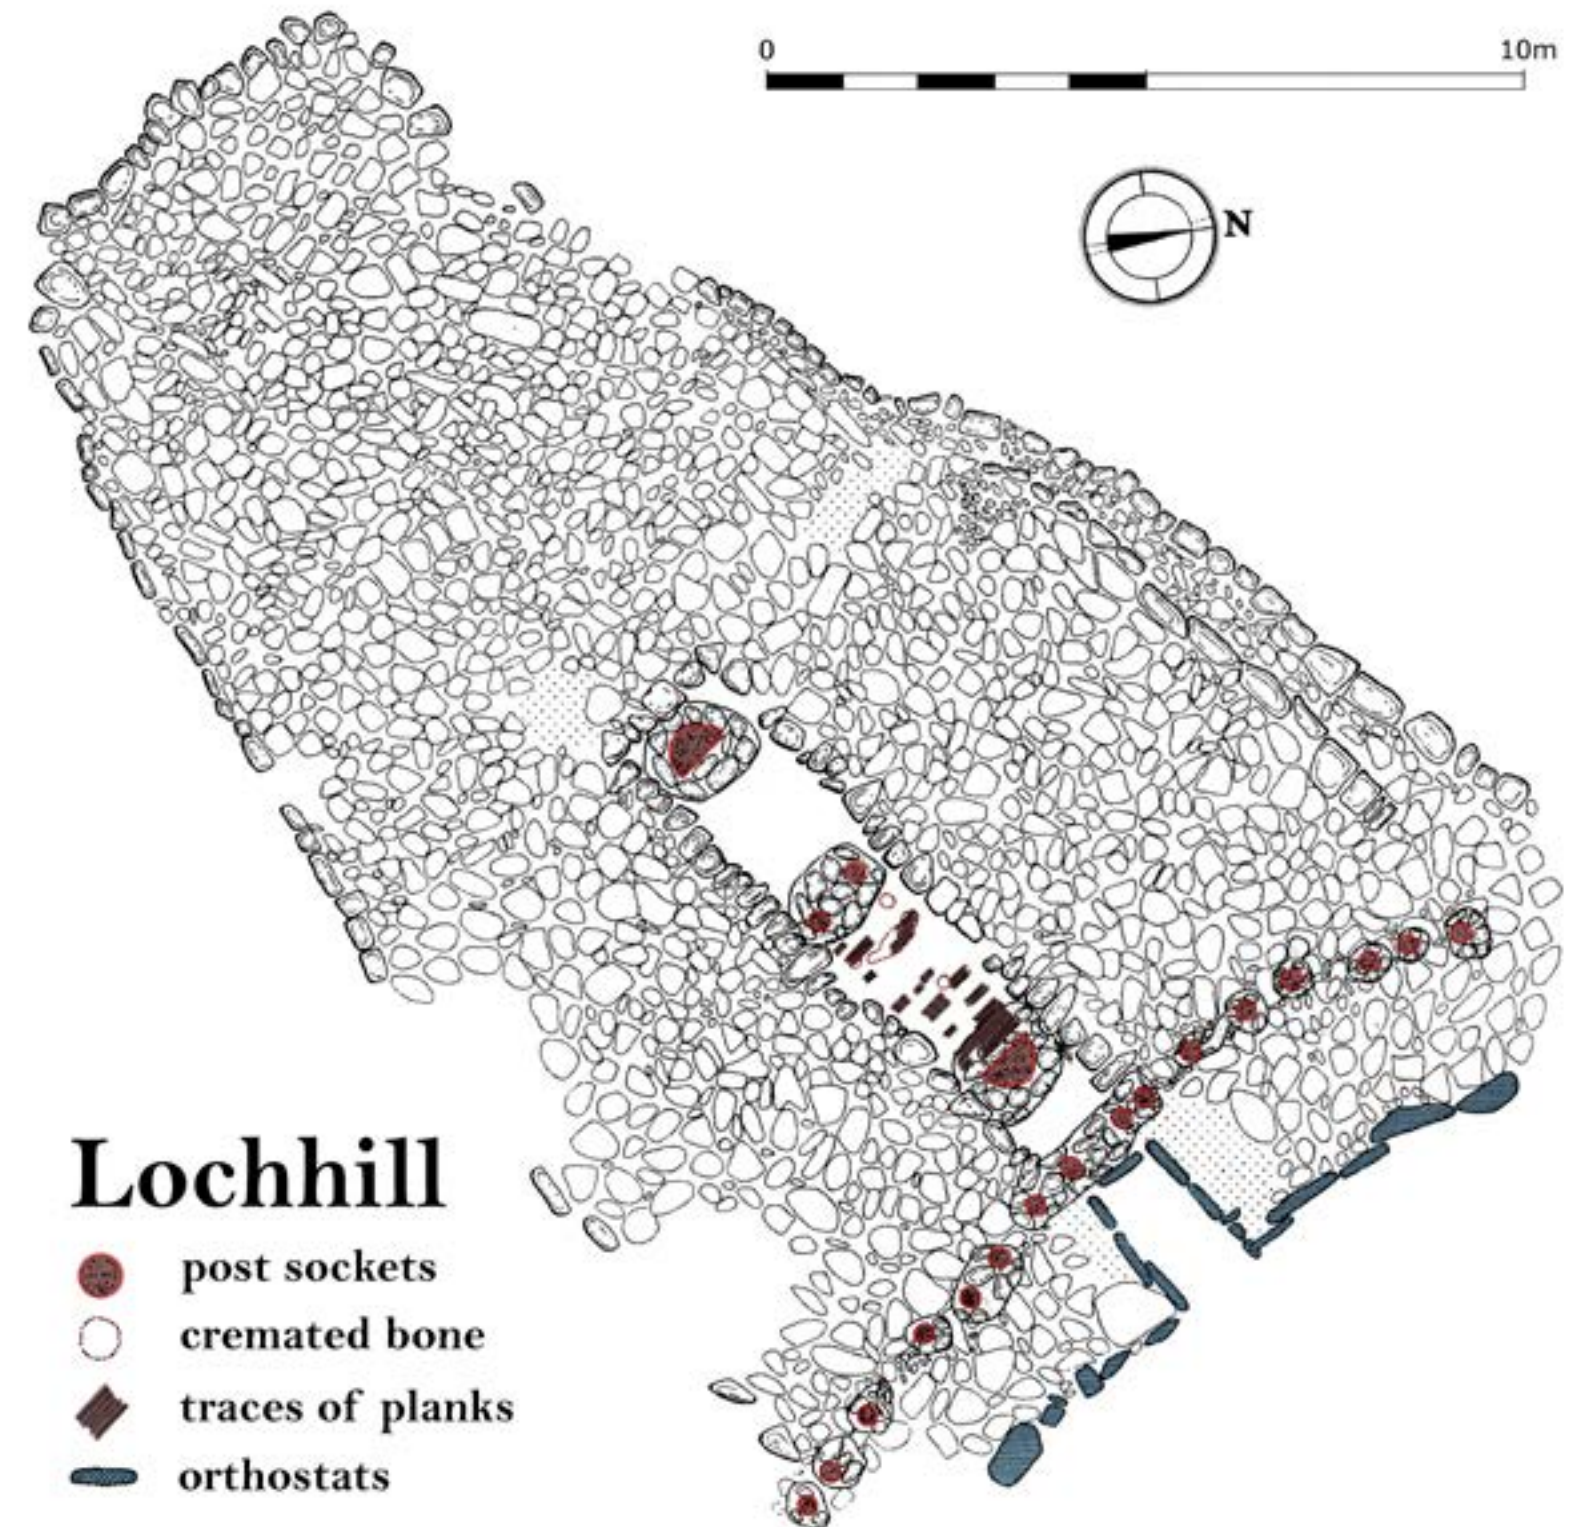 0 10m
N
Lochhill
post sockets
cremated bone
traces of planks
orthostats